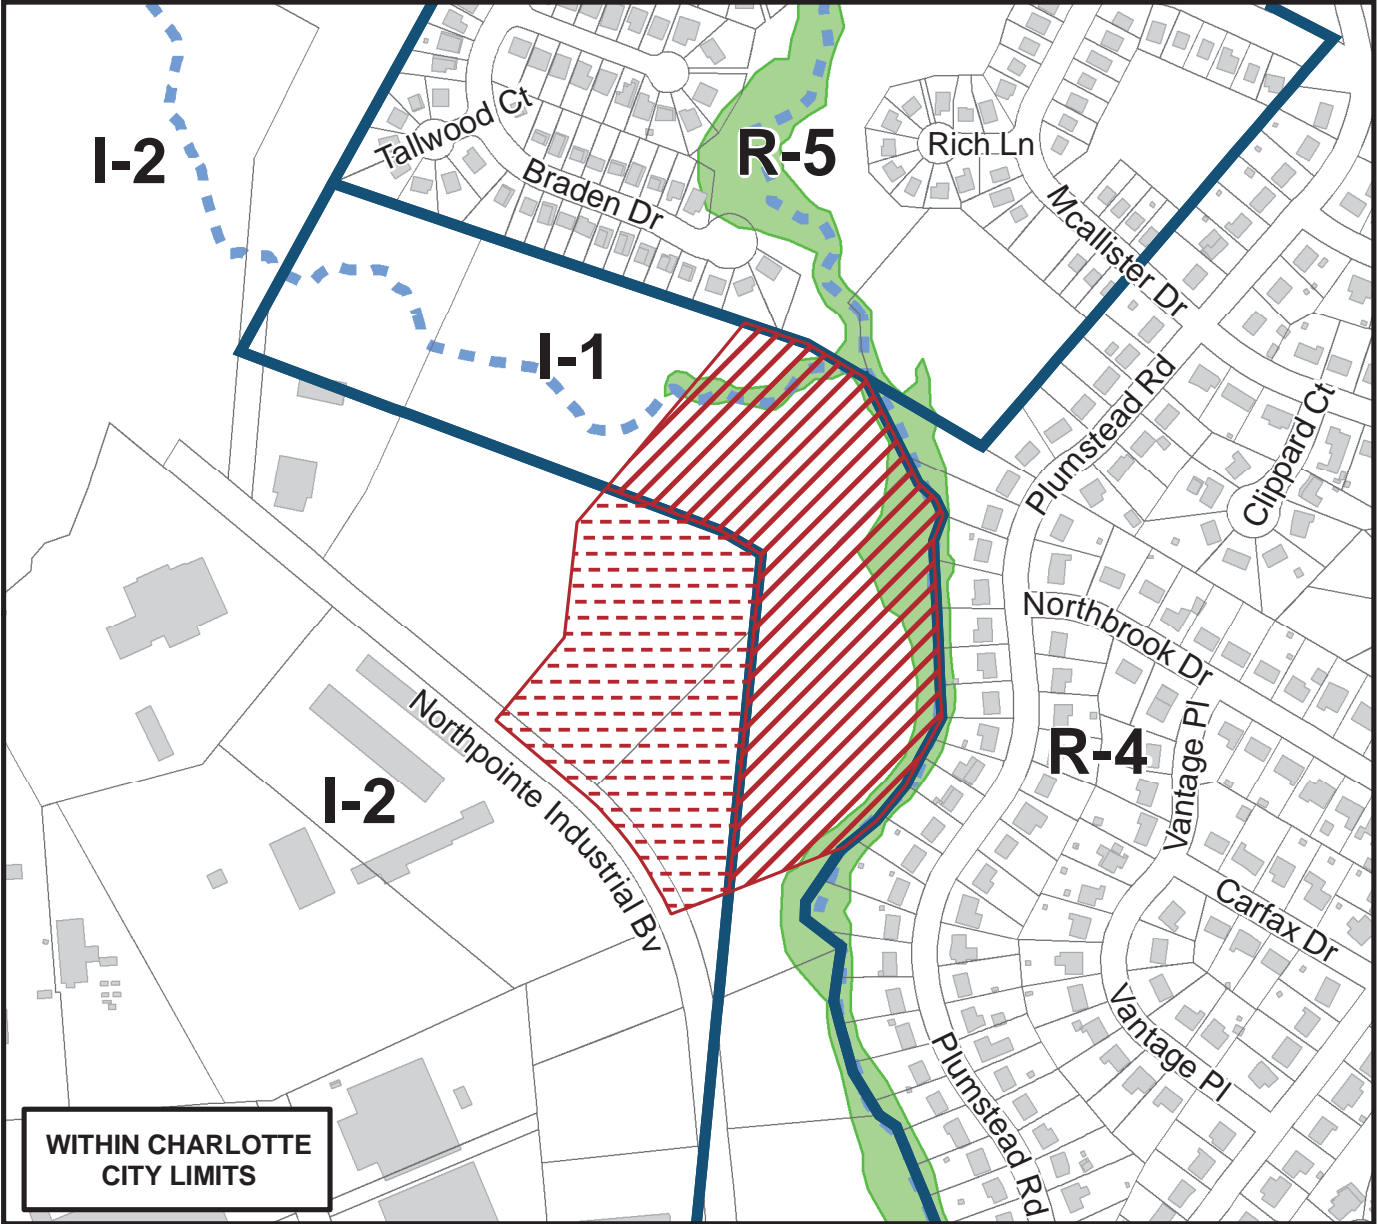 Tallwood Ct
I-2
R-5
Rich Ln
Braden Dr
Mcallister Dr
I-1
Plumstead Rd
Clippard Ct
Northbrook Dr
Northpointe Industrial Bv
Vantage Pl
R-4
I-2
Carfax Dr
Vantage Pl
Plumstead Rd
WITHIN CHARLOTTE
CITY LIMITS